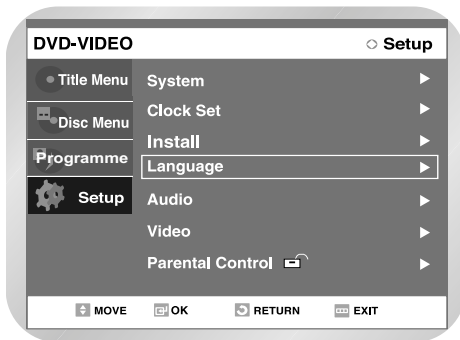 DVD-VIDEO Setup
Title Menu
Disc Menu
Programme
Setup
System
Clock Set
Install
Language
Audio
Video
Parental Control
MOVE OK RETURN EXIT